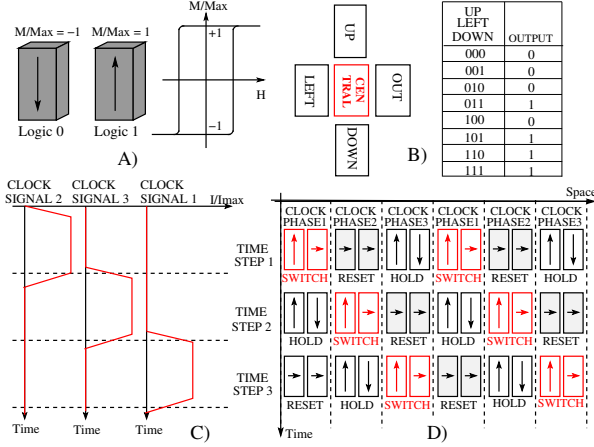 M/Max = −1 M/Max = 1
Logic 0 Logic 1
M/Max
+1
H
−1
A)
UP
LEFT
CEN
TRAL
OUT
DOWN
B)
UP
LEFT
DOWN OUTPUT
000 0
001 0
010 0
011 1
100 0
101 1
110 1
111 1
C)
CLOCK CLOCK CLOCK
SIGNAL 2 SIGNAL 3 SIGNAL 1 I/Imax
Time Time Time
C)
Space
CLOCK CLOCK CLOCK CLOCK CLOCK CLOCK
PHASE1 PHASE2 PHASE3 PHASE1 PHASE2 PHASE3
TIME
STEP 1
SWITCH RESET HOLD SWITCH RESET HOLD
TIME
STEP 2
HOLD SWITCH RESET HOLD SWITCH RESET
TIME
STEP 3
RESET HOLD SWITCH RESET HOLD SWITCH
Time
D)